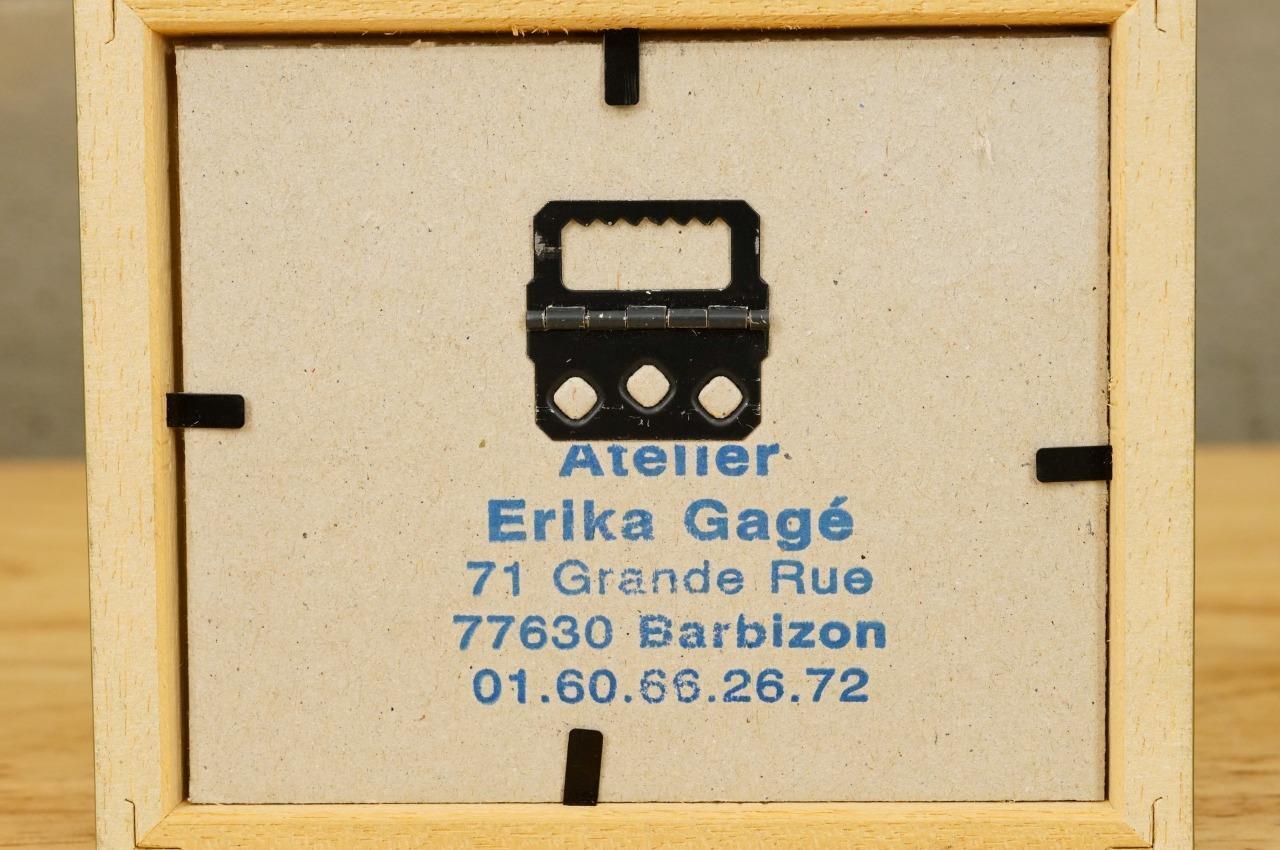 Atelier
Erika Gagé
71 Grande Rue
77630 Barbizon
01.60.66.26.72